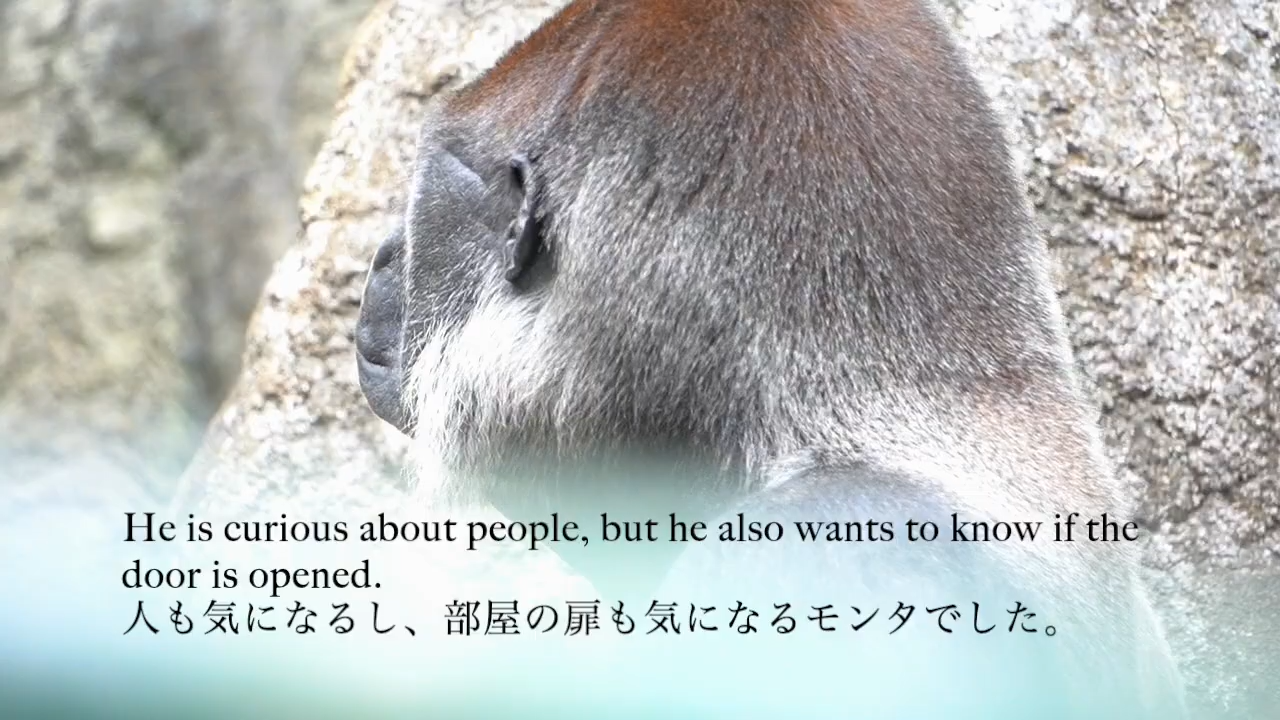 He is curious about people, but he also wants to know if the
door is opened.
人も気になるし、部屋の扉も気になるモンタでした。